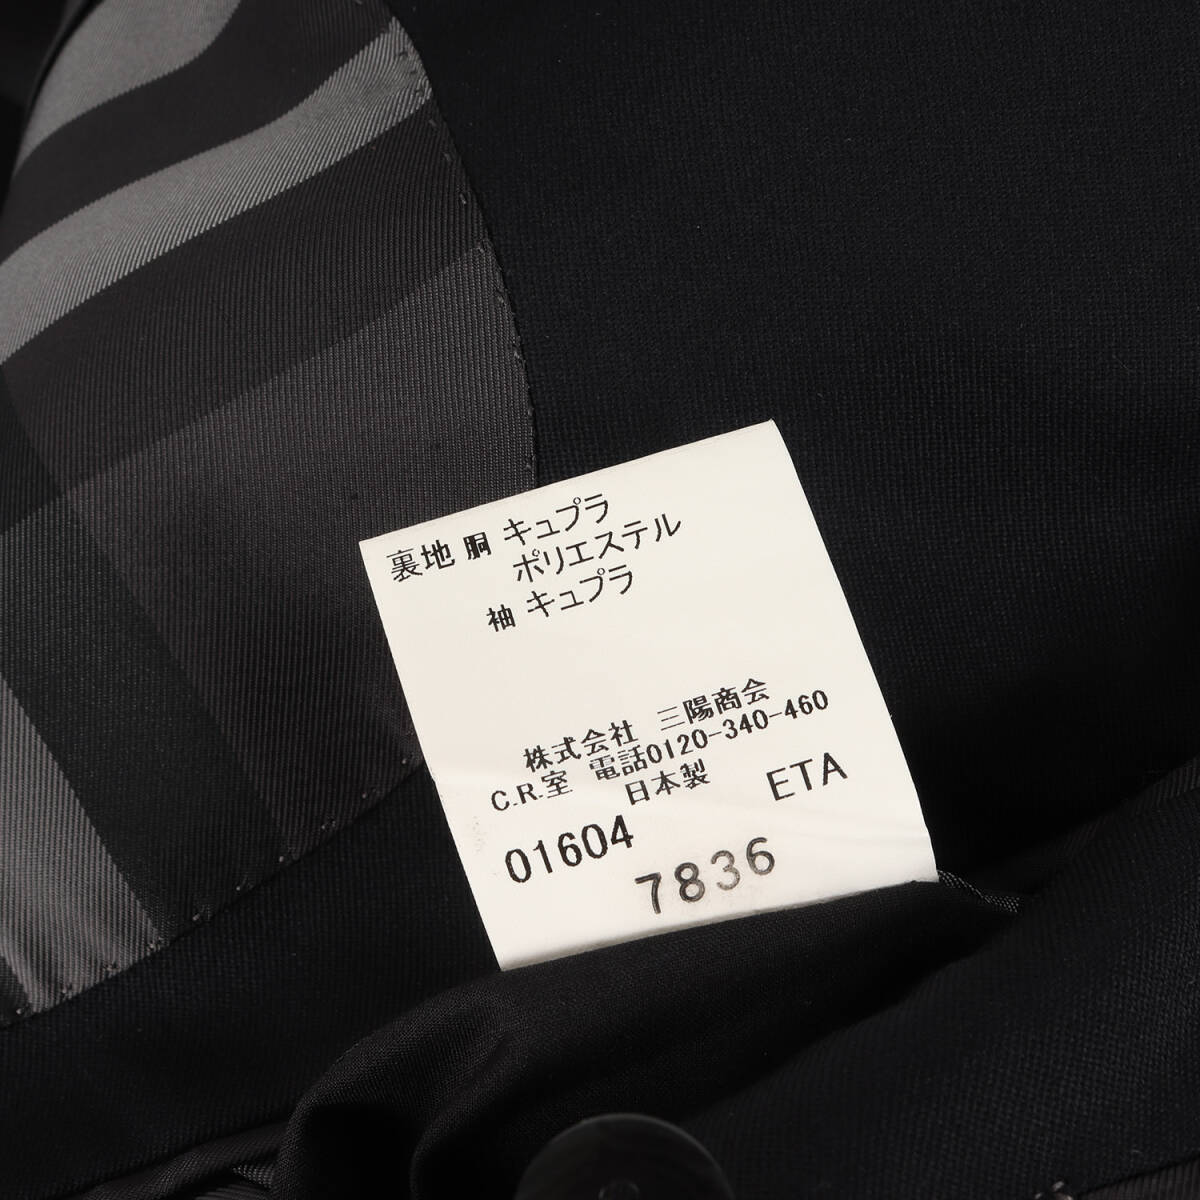 裏地 胴 キュプラ
ポリエステル
袖 キュプラ
株式会社 三陽商会
C.R.室 電話0120-340-460
日本製 ETA
01604
7836